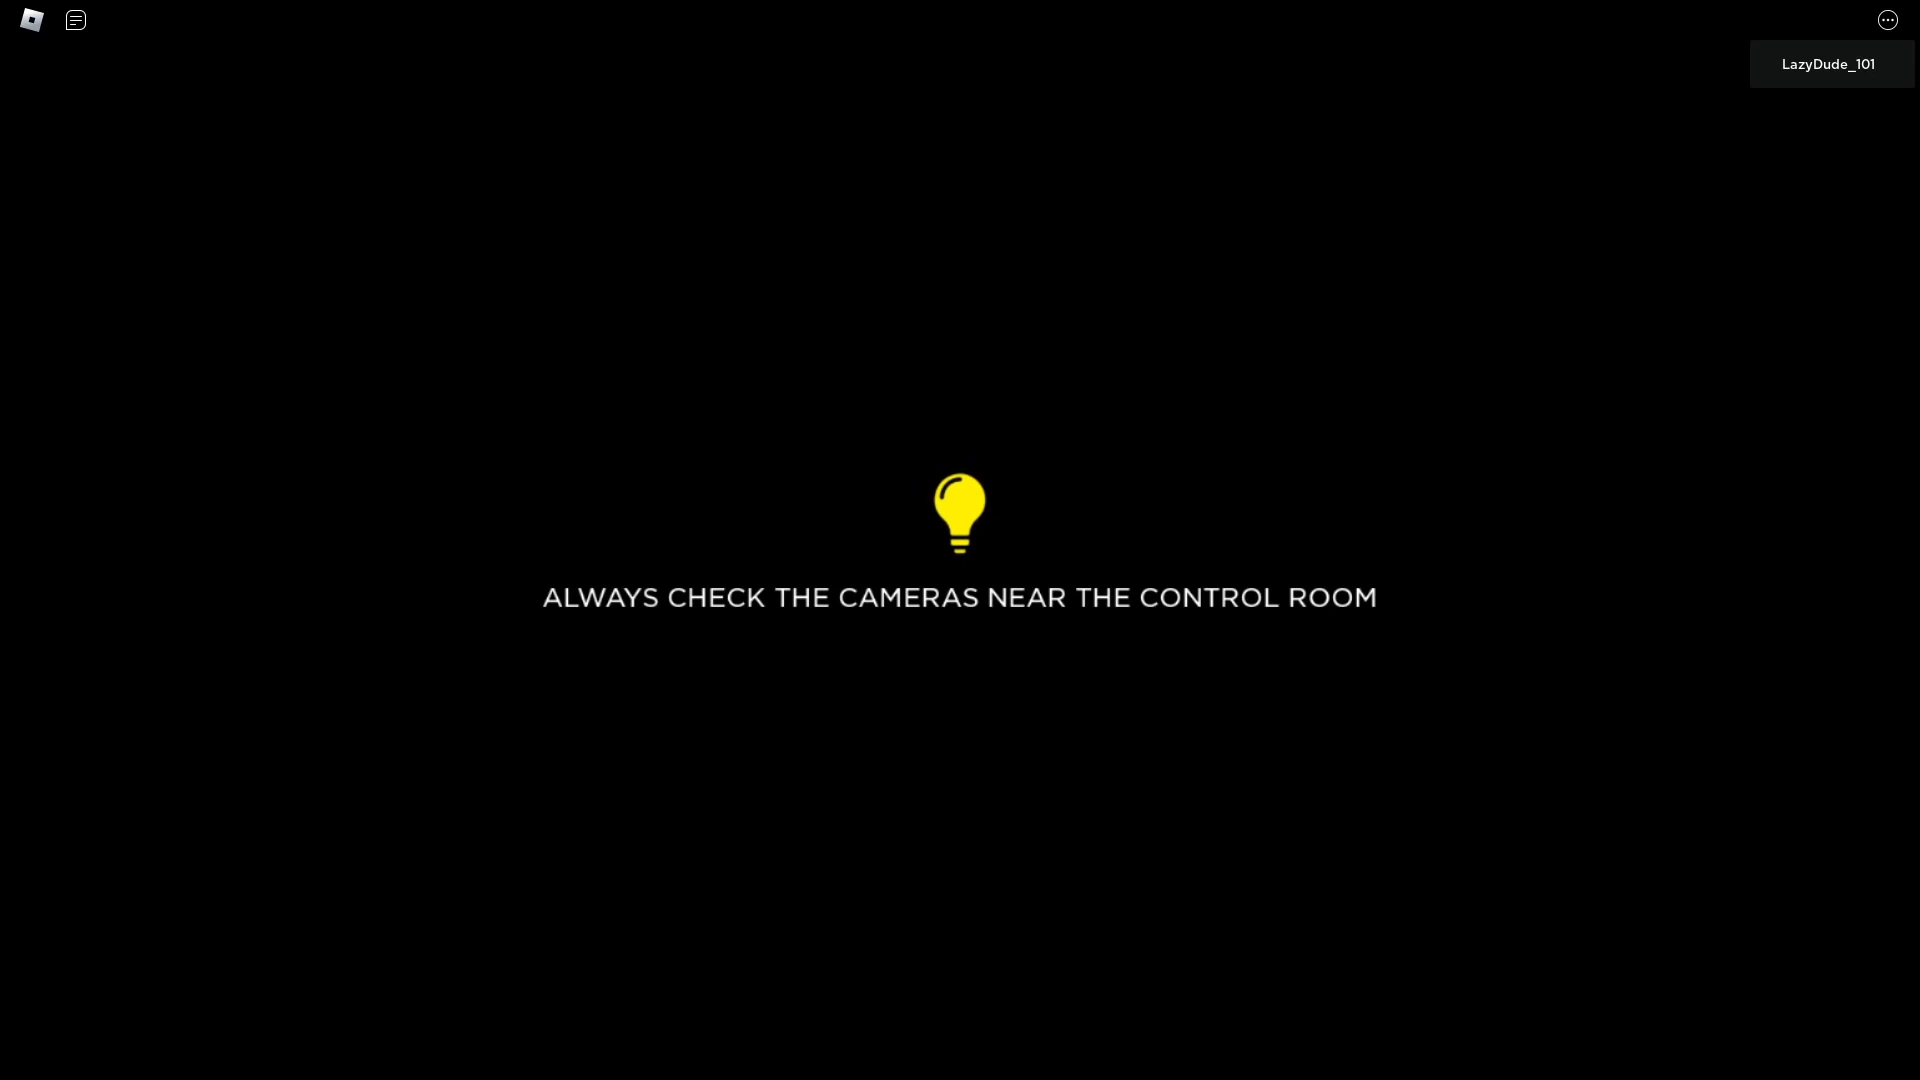 LazyDude_101
ALWAYS CHECK THE CAMERAS NEAR THE CONTROL ROOM